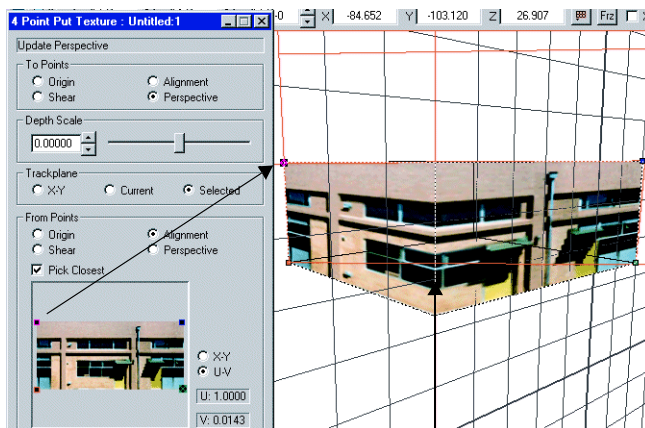 4 Point Put Texture : Untitled:1
-0 X -84.652 Y -103.120 Z 26.907 Frz
Update Perspective
To Points
Origin Alignment
Shear Perspective
Depth Scale
0.00000
Trackplane
X-Y Current Selected
From Points
Origin Alignment
Shear Perspective
Pick Closest
X-Y
U-V
U: 1.0000
V: 0.0143